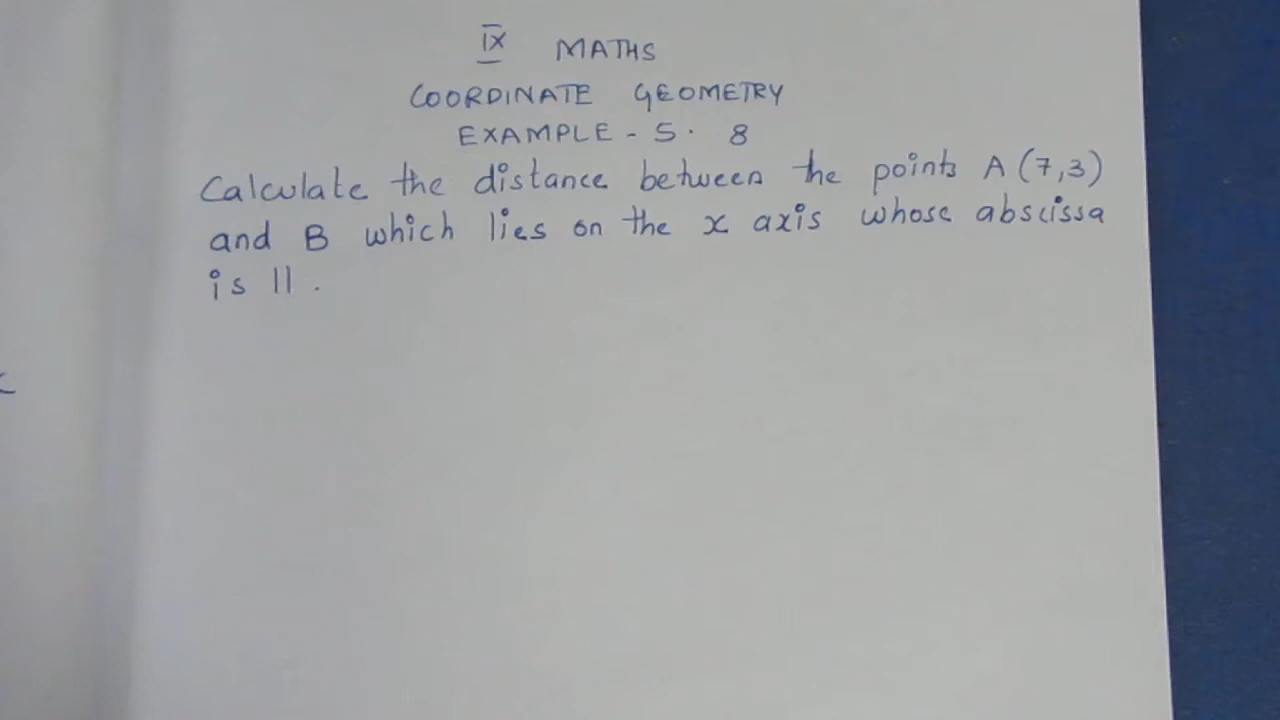 IX MATHS
COORDINATE GEOMETRY
EXAMPLE - 5. 8
Calculate the distance between the points A (7,3)
and B which lies on the x axis whose abscissa
is 11.